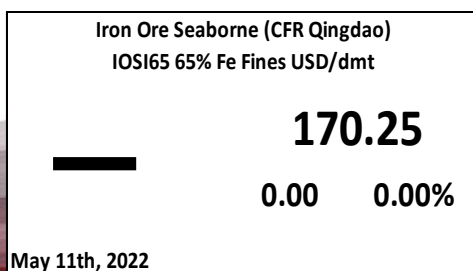 Iron Ore Seaborne (CFR Qingdao)
IOSI65 65% Fe Fines USD/dmt
170.25
0.00 0.00%
May 11th, 2022